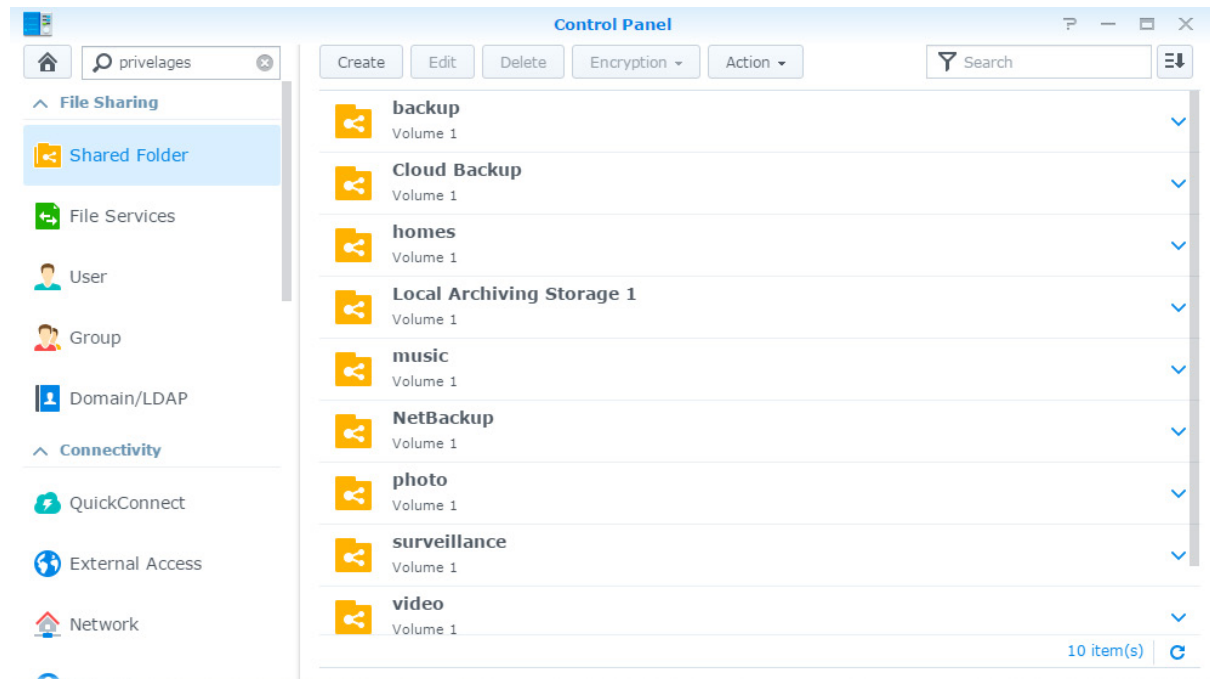 Control Panel
privelages
Create Edit Delete Encryption Action Search
File Sharing
Shared Folder
File Services
User
Group
Domain/LDAP
Connectivity
QuickConnect
External Access
Network
backup
Volume 1
Cloud Backup
Volume 1
homes
Volume 1
Local Archiving Storage 1
Volume 1
music
Volume 1
NetBackup
Volume 1
photo
Volume 1
surveillance
Volume 1
video
Volume 1
10 item(s)